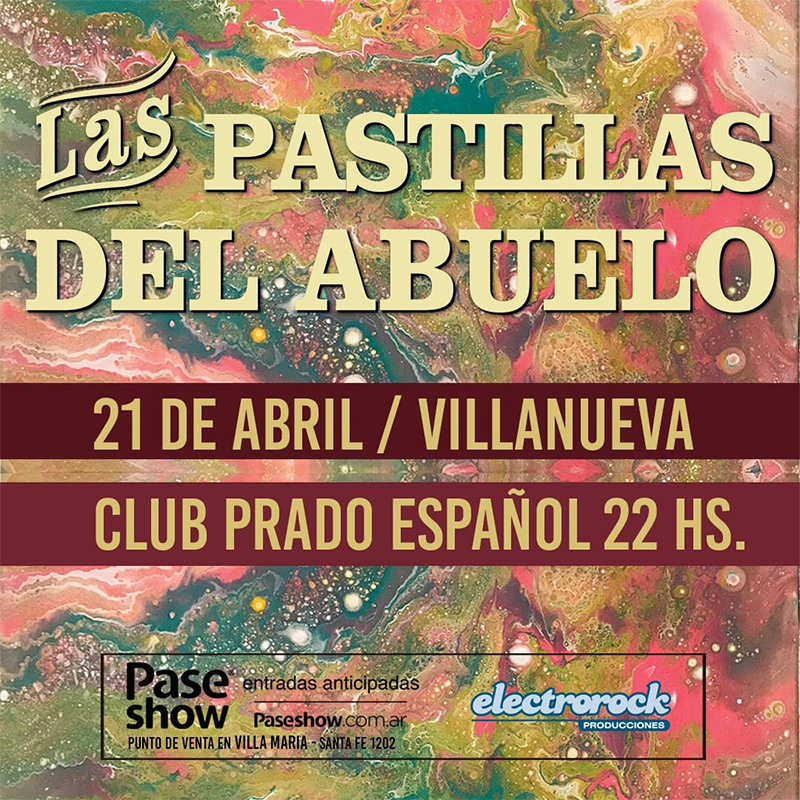 Las PASTILLAS
DEL ABUELO
21 DE ABRIL / VILLANUEVA
CLUB PRADO ESPAÑOL 22 HS.
Pase show
entradas anticipadas
Paseshow.com.ar
PUNTO DE VENTA EN VILLA MARIA - SANTA FE 1202
electrorock
PRODUCCIONES